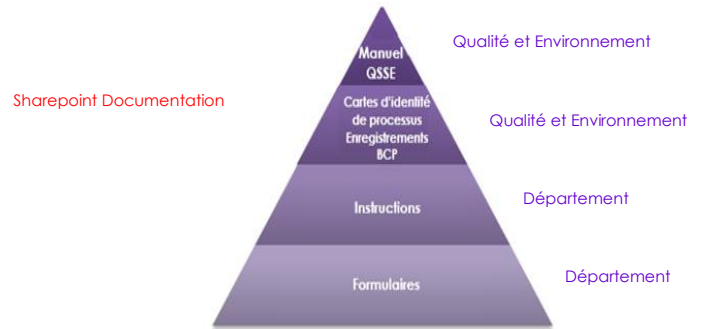 Manuel
QSSE
Qualité et Environnement
Sharepoint Documentation
Cartes d'identité
de processus
Enregistrements
BCP
Qualité et Environnement
Instructions
Département
Formulaires
Département